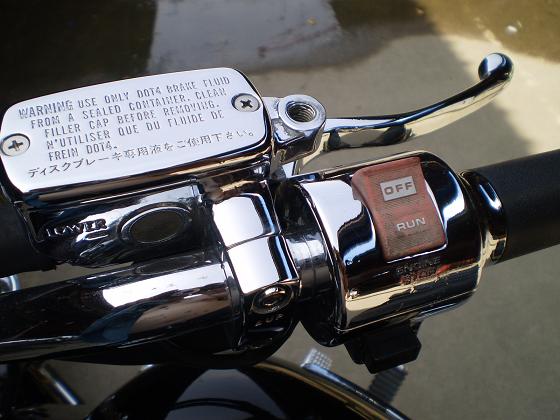 WARNING USE ONLY DOT4 BRAKE FLUID
FROM A SEALED CONTAINER. CLEAN
FILLER CAP BEFORE REMOVING.
N'UTILISER QUE DU FLUIDE DE
FREIN DOT4.
ディスクブレーキ専用液をご使用下さい。
LOWER
OFF
RUN
ENGINE
STOP